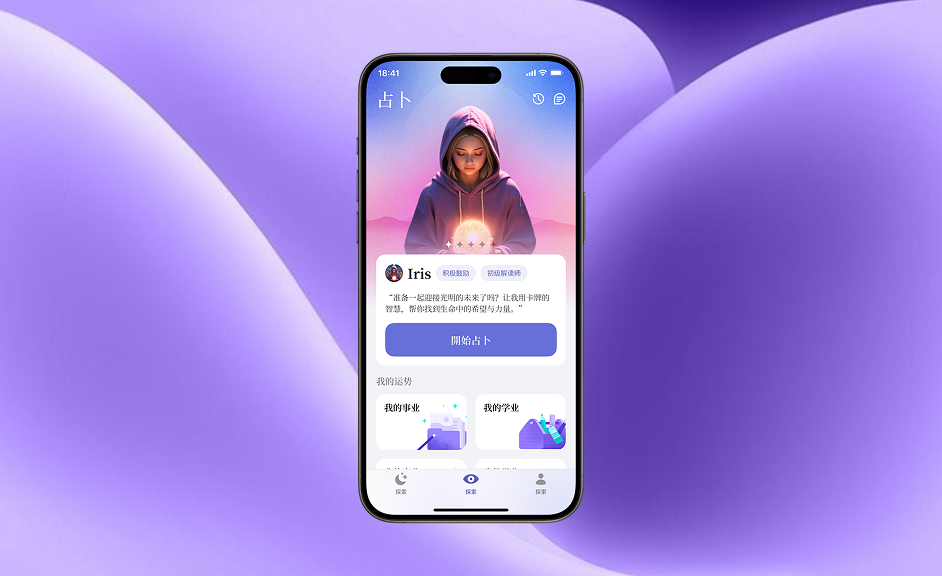 18:41
占卜
Iris
积极鼓励
初级解读师
“准备一起迎接光明的未来了吗？让我用卡牌的
智慧，帮你找到生命中的希望与力量。”
開始占卜
我的运势
我的事业
我的学业
探索
探索
探索